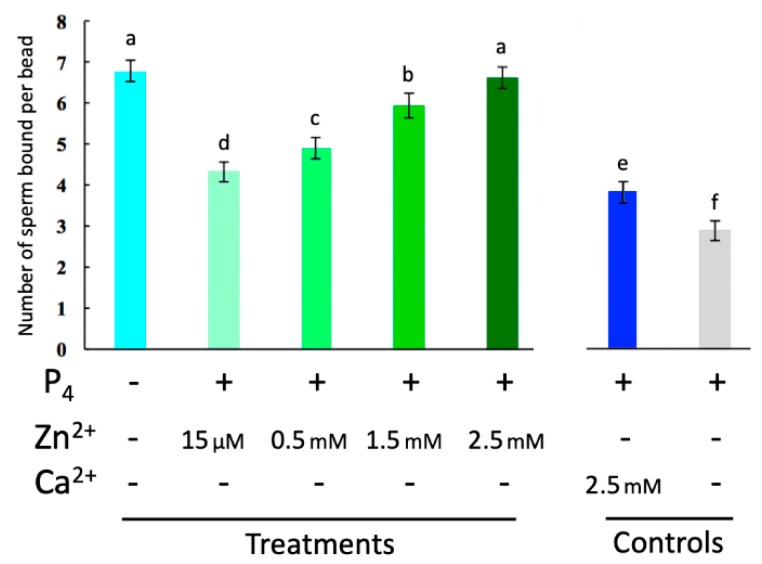 Number of sperm bound per bead
8
7
6
5
4
3
2
1
0
a
d
c
b
a
e
f
P4 - + + + + + +
Zn2+ - 15 µM 0.5 mM 1.5 mM 2.5 mM - -
Ca2+ - - - - - 2.5 mM -
Treatments Controls